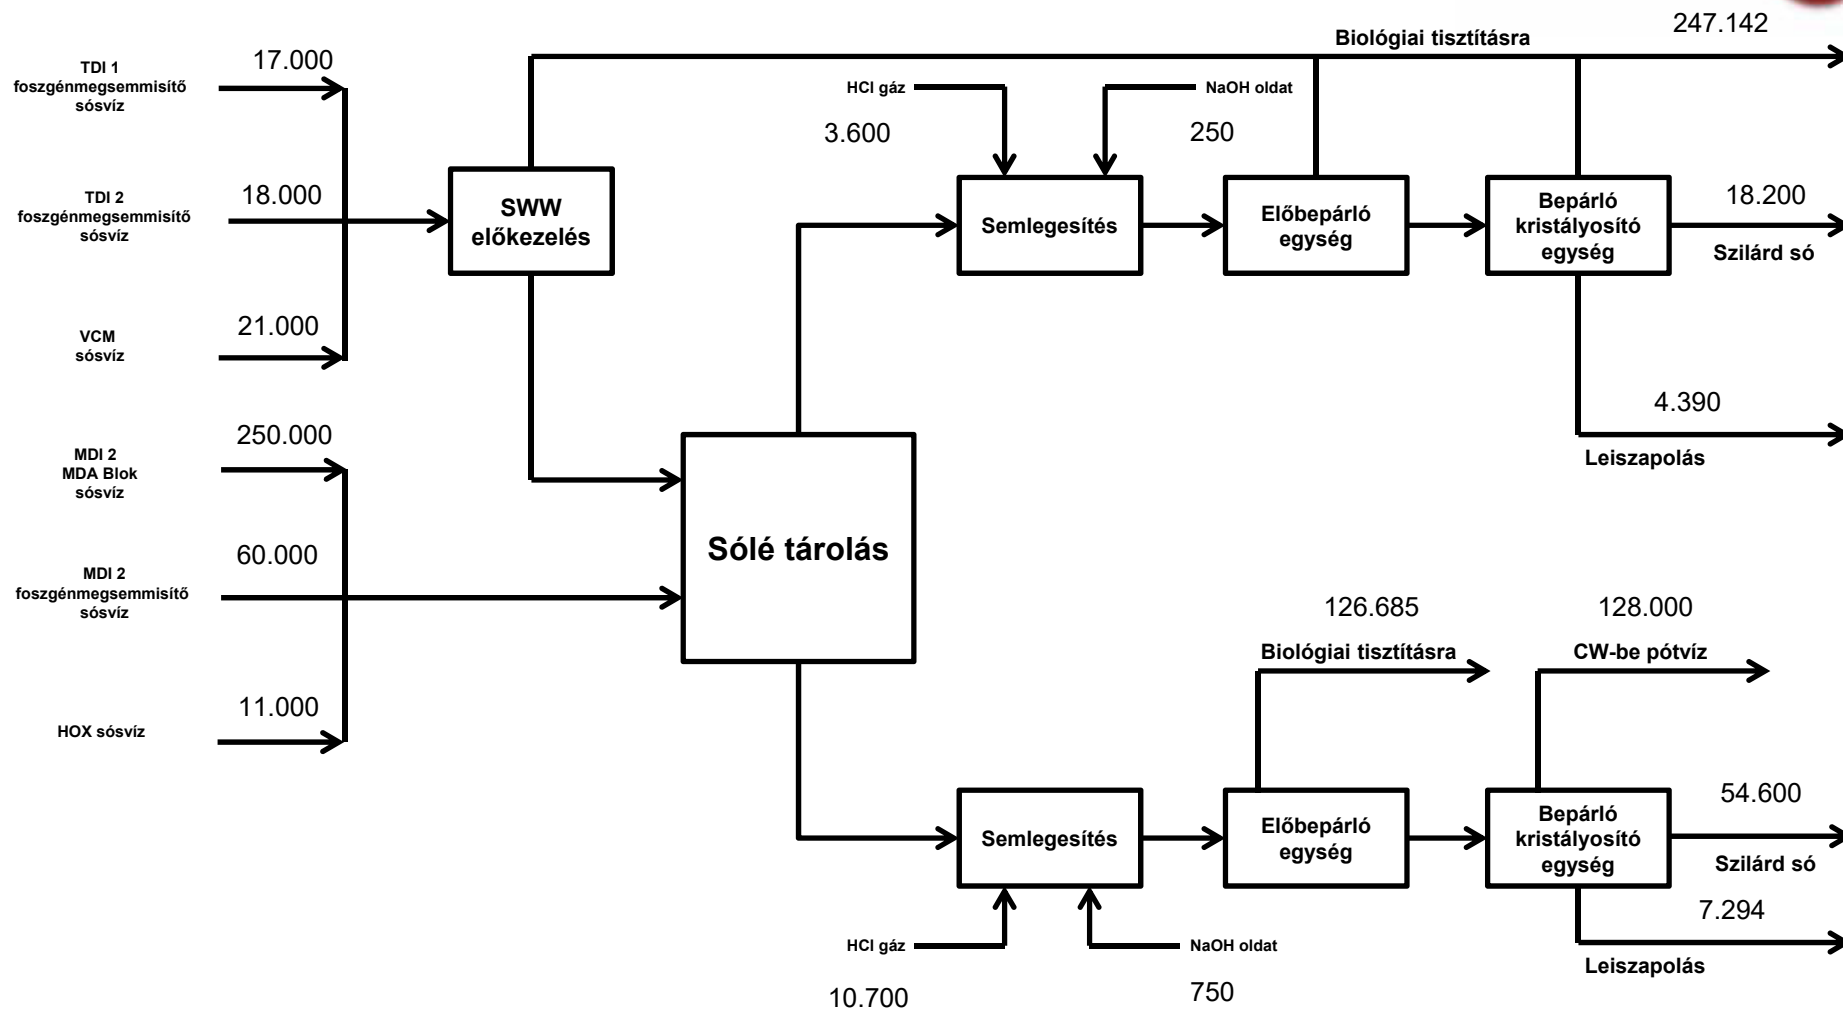 247.142
Biológiai tisztításra
TDI 1
foszgénmegsemmisítő
sósvíz
17.000
HCl gáz
3.600
NaOH oldat
250
TDI 2
foszgénmegsemmisítő
sósvíz
18.000
SWW
előkezelés
Semlegesítés
Előbepárló
egység
Bepárló
kristályosító
egység
18.200
Szilárd só
VCM
sósvíz
21.000
4.390
Leiszapolás
MDI 2
MDA Blok
sósvíz
250.000
Sólé tárolás
MDI 2
foszgénmegsemmisítő
sósvíz
60.000
126.685
Biológiai tisztításra
128.000
CW-be pótvíz
HOX sósvíz
11.000
Semlegesítés
Előbepárló
egység
Bepárló
kristályosító
egység
54.600
Szilárd só
7.294
Leiszapolás
HCl gáz
10.700
NaOH oldat
750